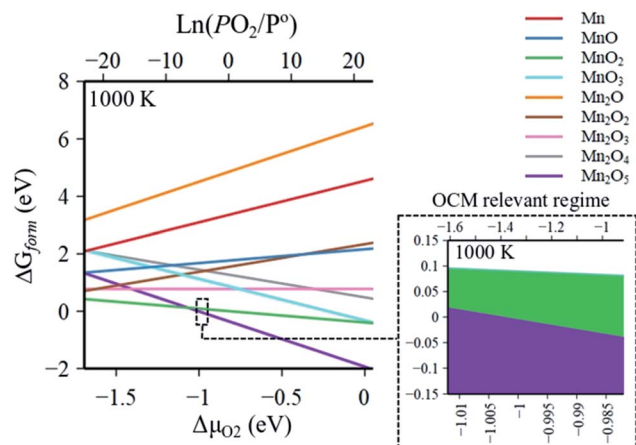 Ln(PO₂/Pº)
−20 −10 0 10 20
8
6
4
2
0
−2
1000 K
ΔG_form (eV)
−1.5 −1 −0.5 0
Δμ_O2 (eV)
Mn
MnO
MnO₂
MnO₃
Mn₂O
Mn₂O₂
Mn₂O₃
Mn₂O₄
Mn₂O₅
OCM relevant regime
−1.6 −1.4 −1.2 −1
0.15
0.1
0.05
0
−0.05
−0.1
−0.15
1000 K
−1.01 −1.005 −1 −0.995 −0.99 −0.985